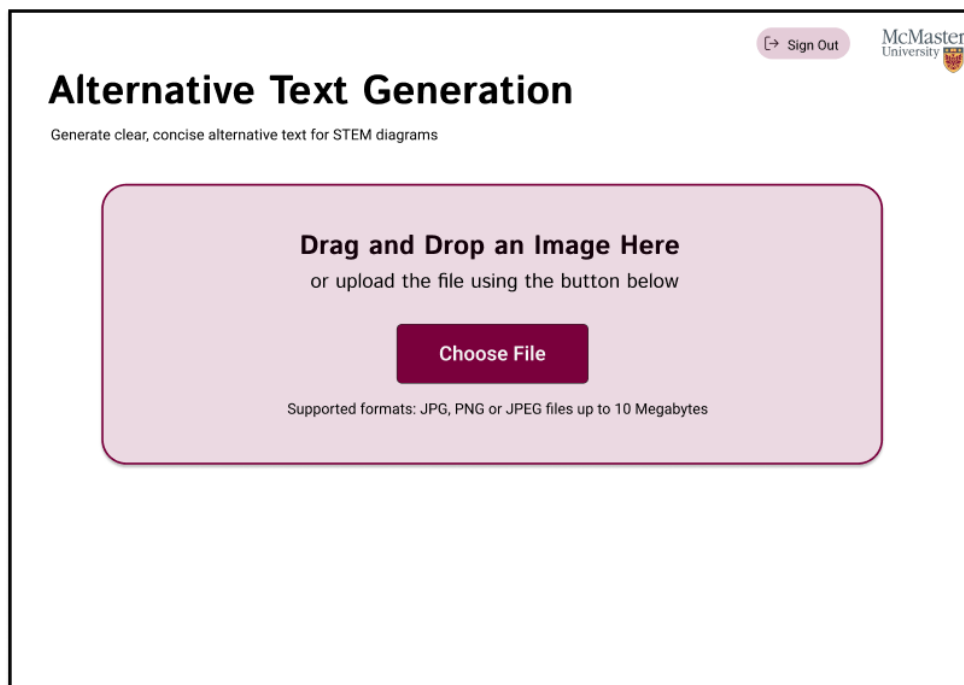 Sign Out
McMaster
University
Alternative Text Generation
Generate clear, concise alternative text for STEM diagrams
Drag and Drop an Image Here
or upload the file using the button below
Choose File
Supported formats: JPG, PNG or JPEG files up to 10 Megabytes